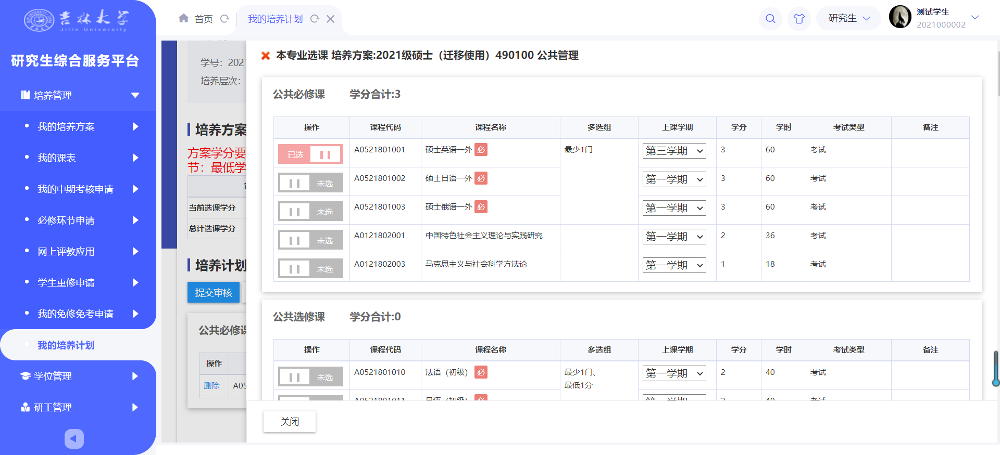 吉林大学
Jilin University
研究生综合服务平台
培养管理
我的培养方案
我的课表
我的中期考核申请
必修环节申请
网上评教应用
学生重修申请
我的免修免考申请
我的培养计划
学位管理
研工管理
首页
我的培养计划
研究生
测试学生
2021000002
学号：2021
培养层次：
培养方案
方案学分要
节：最低学
当前选课学分
总计选课学分
培养计划
提交审核
公共必修课
操作
删除 A05
本专业选课 培养方案:2021级硕士（迁移使用）490100 公共管理
公共必修课 学分合计:3
操作 课程代码 课程名称 多选组 上课学期 学分 学时 考试类型 备注
已选 A0521801001 硕士英语一外 必 最少1门 第三学期 3 60 考试
未选 A0521801002 硕士日语一外 必 第一学期 3 60 考试
未选 A0521801003 硕士俄语一外 必 第一学期 3 60 考试
未选 A0121802001 中国特色社会主义理论与实践研究 第一学期 2 36 考试
未选 A0121802003 马克思主义与社会科学方法论 第一学期 1 18 考试
公共选修课 学分合计:0
操作 课程代码 课程名称 多选组 上课学期 学分 学时 考试类型 备注
未选 A0521801010 法语（初级） 必 最少1门、 第一学期 2 40 考试
最低1分
A0521801011 日语（初级） 必 第一学期 2 40 考试
关闭